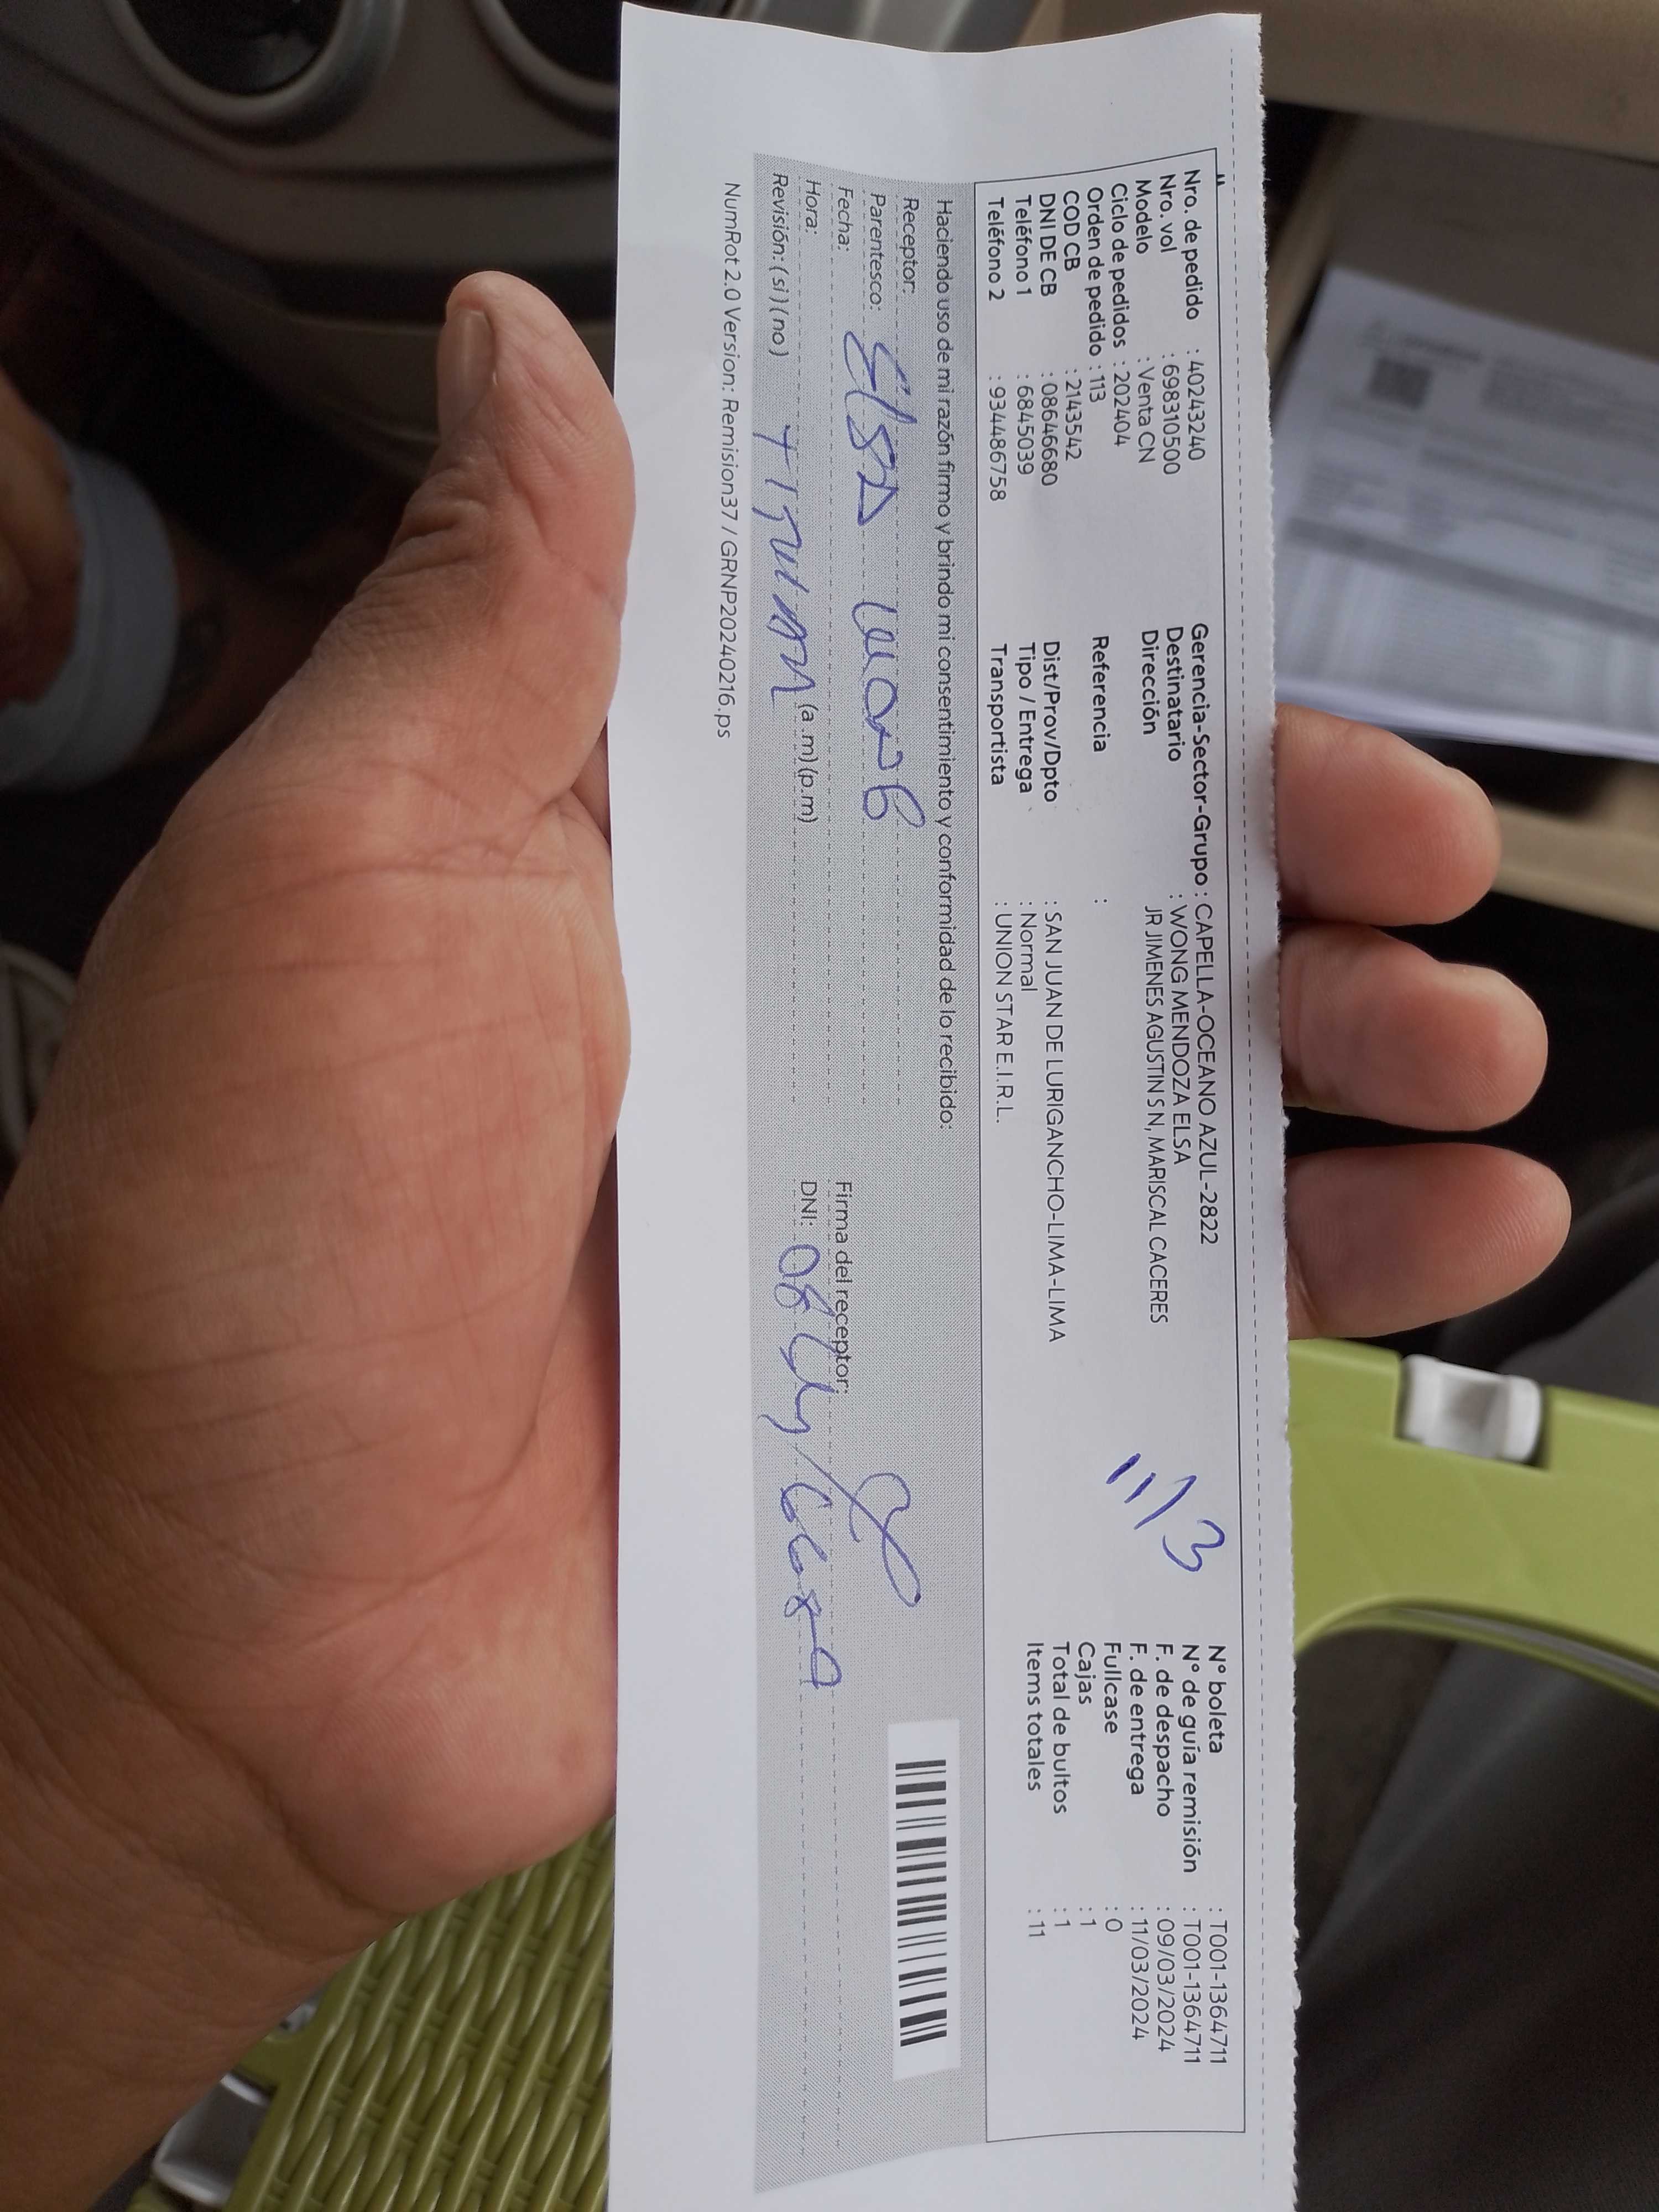 Nro. de pedido : 40243240
Nro. vol : 698310500
Modelo : Venta CN
Ciclo de pedidos : 202404
Orden de pedido : 113
COD CB : 2143542
DNI DE CB : 08646680
Teléfono 1 : 6845039
Teléfono 2 : 934486758
Gerencia-Sector-Grupo : CAPELLA-OCEANO AZUL-2822
Destinatario : WONG MENDOZA ELSA
Dirección JR JIMENES AGUSTIN S N, MARISCAL CACERES
Referencia :
Dist/Prov/Dpto : SAN JUAN DE LURIGANCHO-LIMA-LIMA
Tipo / Entrega : Normal
Transportista : UNION STAR E.I.R.L.
11/3
N° boleta : T001-1364711
N° de guía remisión : T001-1364711
F. de despacho : 09/03/2024
F. de entrega : 11/03/2024
Fullcase : 0
Cajas : 1
Total de bultos : 1
Items totales : 11
Haciendo uso de mi razón firmo y brindo mi consentimiento y conformidad de lo recibido:
Receptor:
Parentesco: Elsa Wong
Fecha:
Hora: (a.m) (p.m)
Revisión: (si) (no)
Firma del receptor:
DNI:
NumRot 2.0 Version: Remision37 / GRNP20240216.ps